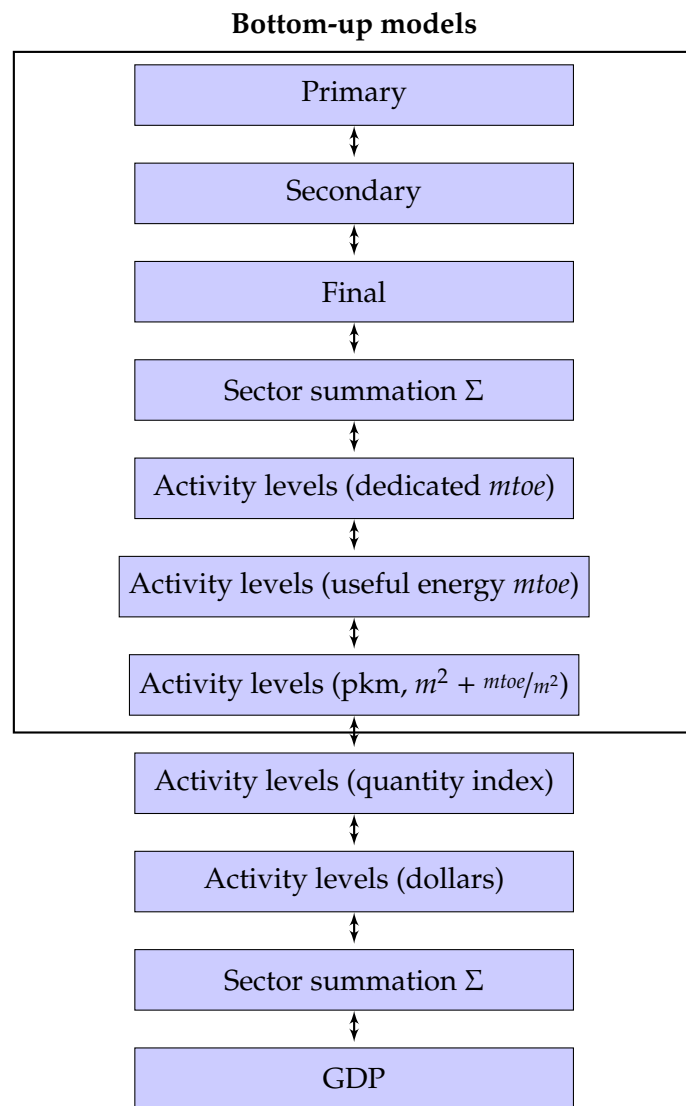 Bottom-up models
Primary
Secondary
Final
Sector summation Σ
Activity levels (dedicated mtoe)
Activity levels (useful energy mtoe)
Activity levels (pkm, m² + mtoe/m²)
Activity levels (quantity index)
Activity levels (dollars)
Sector summation Σ
GDP